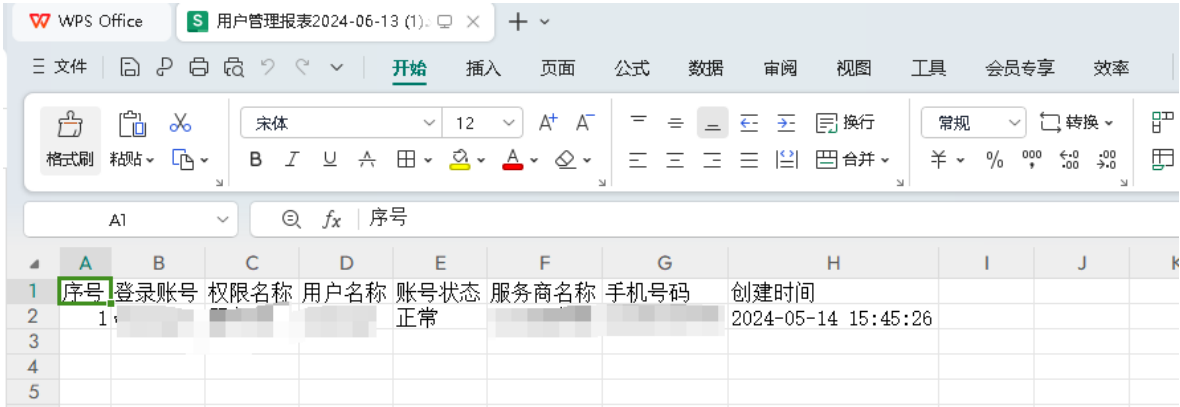 WPS Office
用户管理报表2024-06-13 (1).
文件 开始 插入 页面 公式 数据 审阅 视图 工具 会员专享 效率
宋体 12 A+ A- 换行 常规 转换
格式刷 粘贴 B I U A A 合并 ¥ % 000 .00 .00
A1 fx 序号
A B C D E F G H I J K
1 序号 登录账号 权限名称 用户名称 账号状态 服务商名称 手机号码 创建时间
2 1 正常 2024-05-14 15:45:26
3
4
5